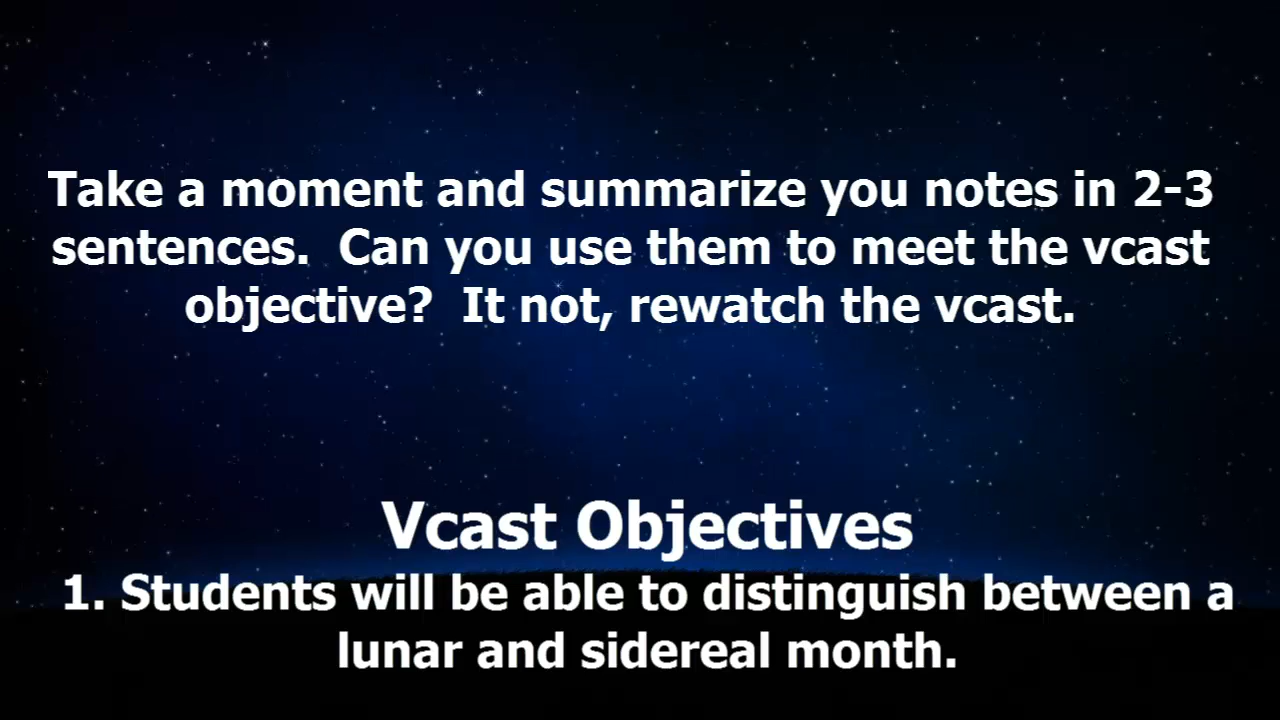 Take a moment and summarize you notes in 2-3
sentences.  Can you use them to meet the vcast
objective?  It not, rewatch the vcast.
Vcast Objectives
1. Students will be able to distinguish between a
lunar and sidereal month.